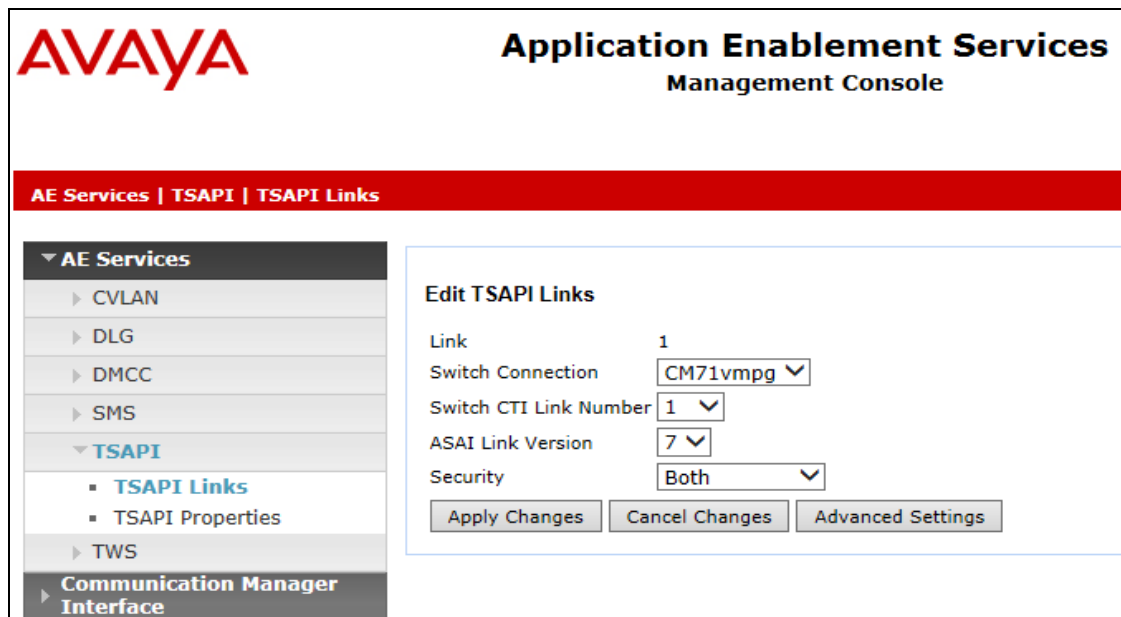 AVAYA
Application Enablement Services
Management Console
AE Services | TSAPI | TSAPI Links
AE Services
CVLAN
DLG
DMCC
SMS
TSAPI
TSAPI Links
TSAPI Properties
TWS
Communication Manager
Interface
Edit TSAPI Links
Link 1
Switch Connection CM71vmpg
Switch CTI Link Number 1
ASAI Link Version 7
Security Both
Apply Changes Cancel Changes Advanced Settings